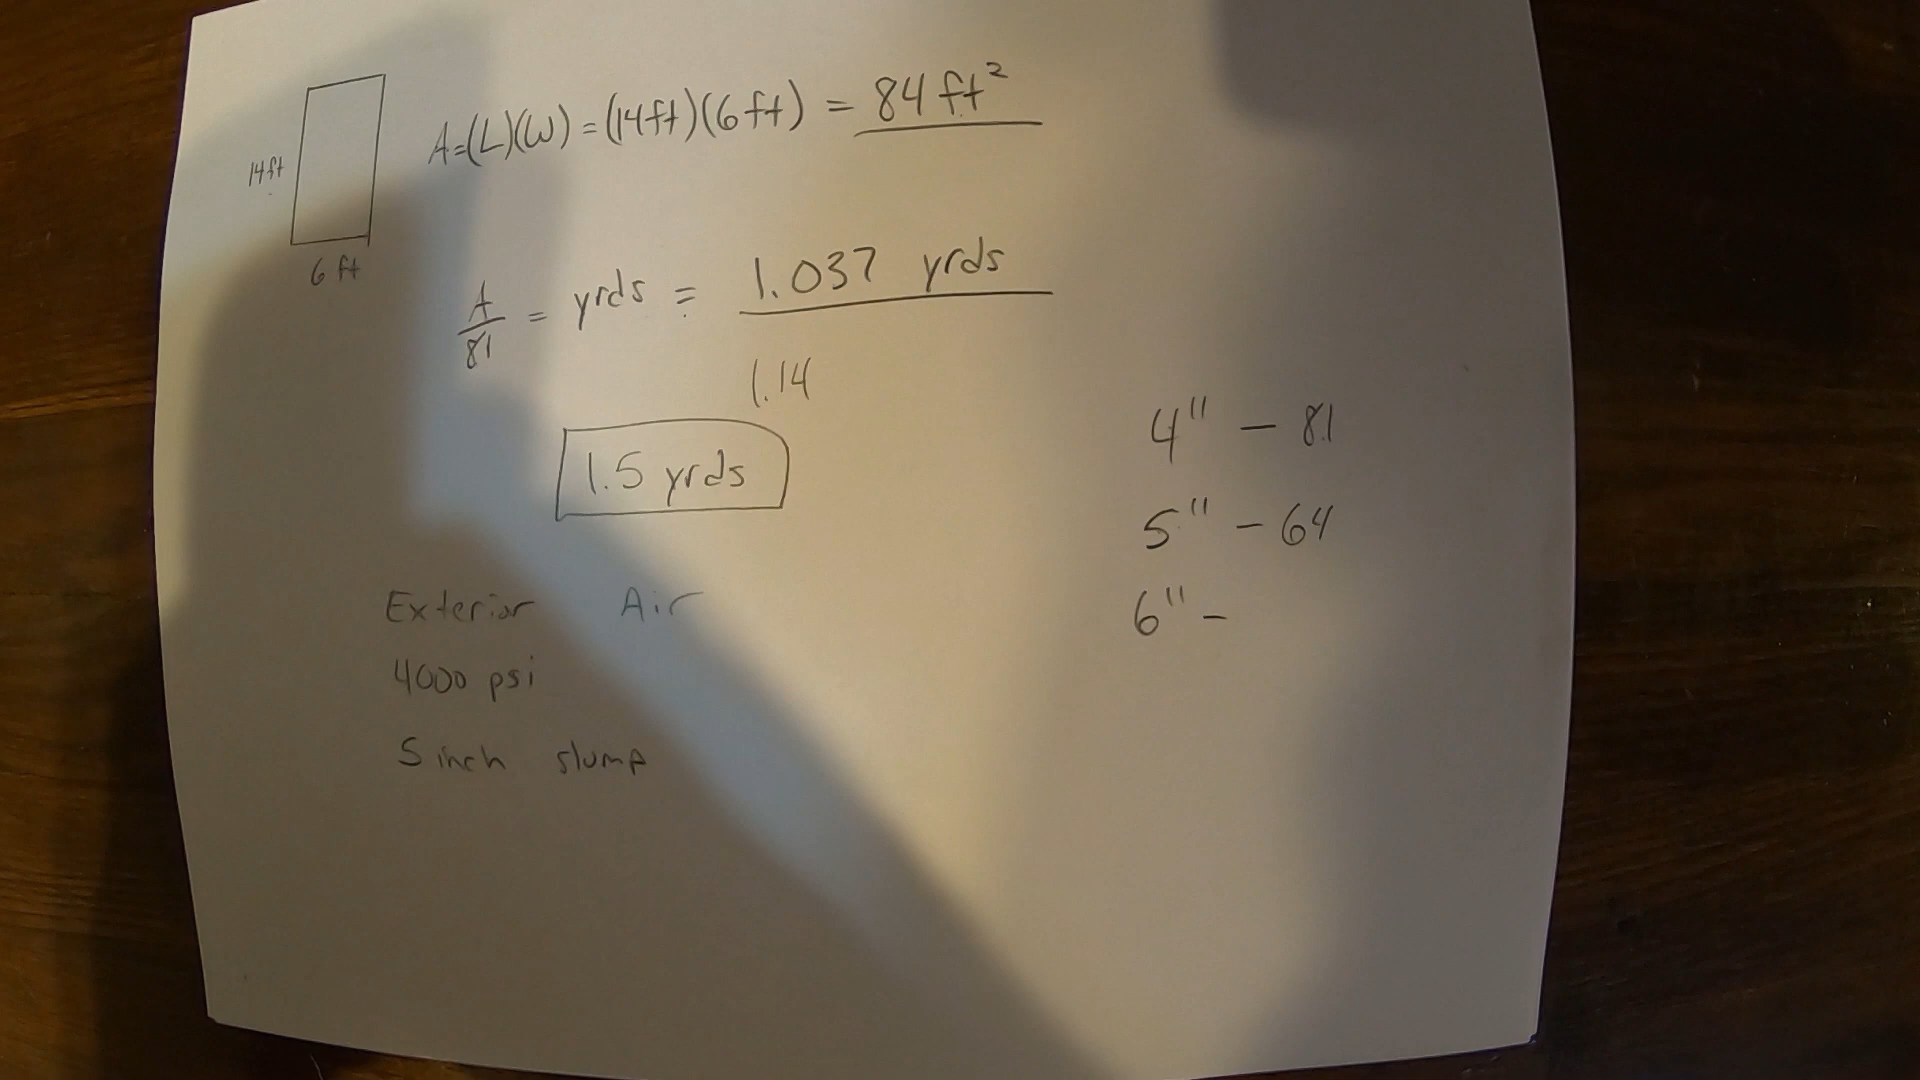 14ft
6 ft
A=(L)(W) = (14ft)(6ft) = 84 ft²
A/81 = yrds = 1.037 yrds
1.14
1.5 yrds
4" - 81
5" - 64
6" -
Exterior Air
4000 psi
5 inch slump